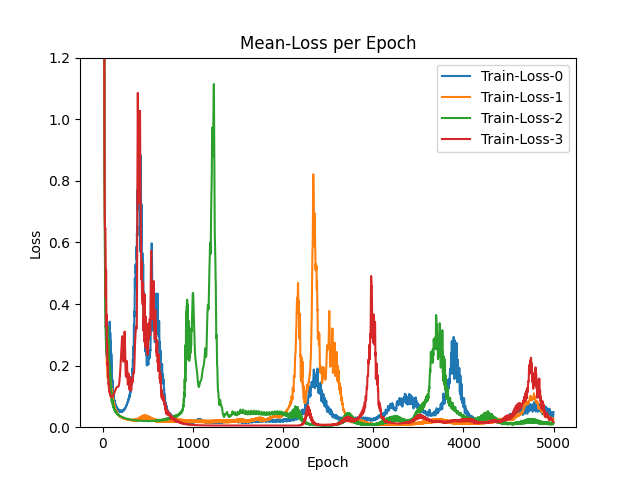 Mean-Loss per Epoch
1.2
1.0
0.8
0.6
0.4
0.2
0.0
Loss
Train-Loss-0
Train-Loss-1
Train-Loss-2
Train-Loss-3
0 1000 2000 3000 4000 5000
Epoch